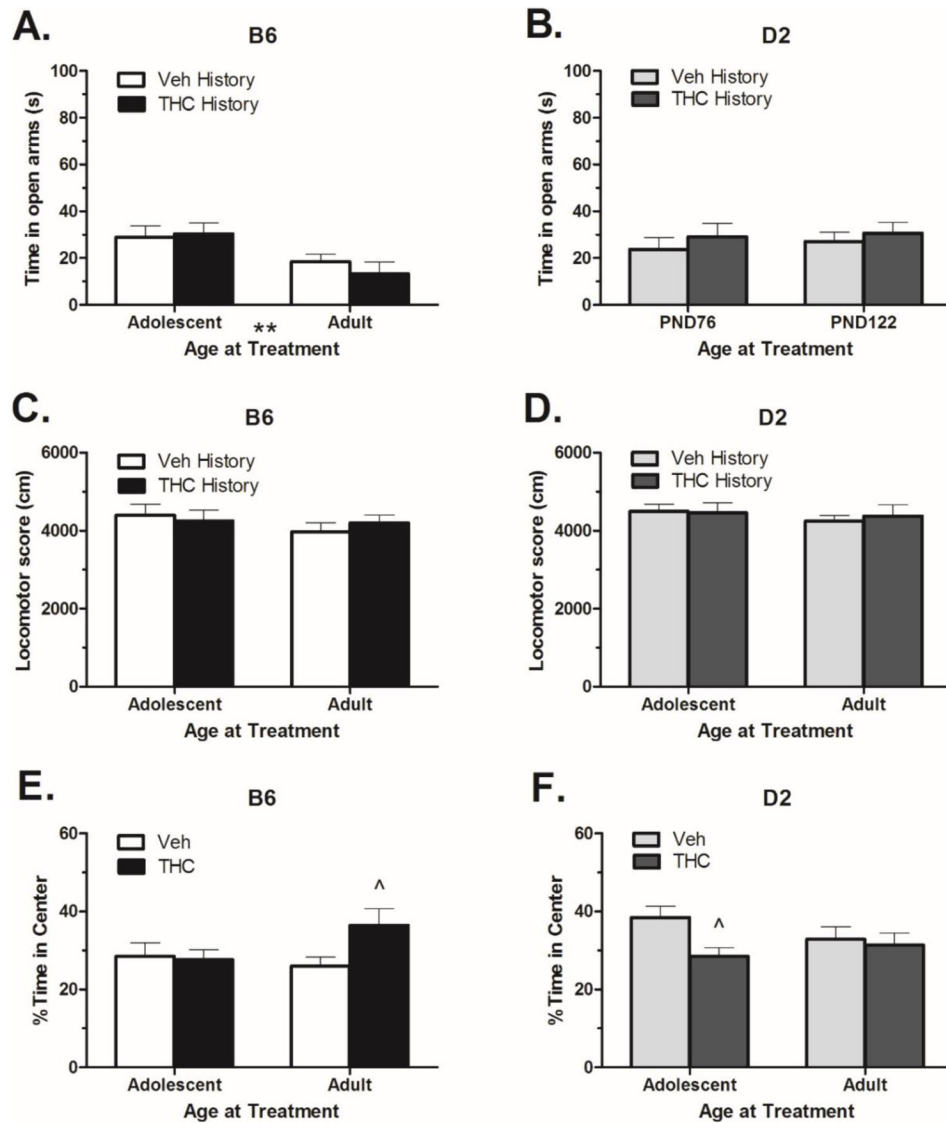 A.
B6
100
80
60
40
20
0
Time in open arms (s)
Veh History
THC History
Adolescent
**
Adult
Age at Treatment
B.
D2
100
80
60
40
20
0
Time in open arms (s)
Veh History
THC History
PND76
PND122
Age at Treatment
C.
B6
6000
4000
2000
0
Locomotor score (cm)
Veh History
THC History
Adolescent
Adult
Age at Treatment
D.
D2
6000
4000
2000
0
Locomotor score (cm)
Veh History
THC History
Adolescent
Adult
Age at Treatment
E.
B6
60
40
20
0
% Time in Center
Veh
THC
^
Adolescent
Adult
Age at Treatment
F.
D2
60
40
20
0
% Time in Center
Veh
THC
^
Adolescent
Adult
Age at Treatment